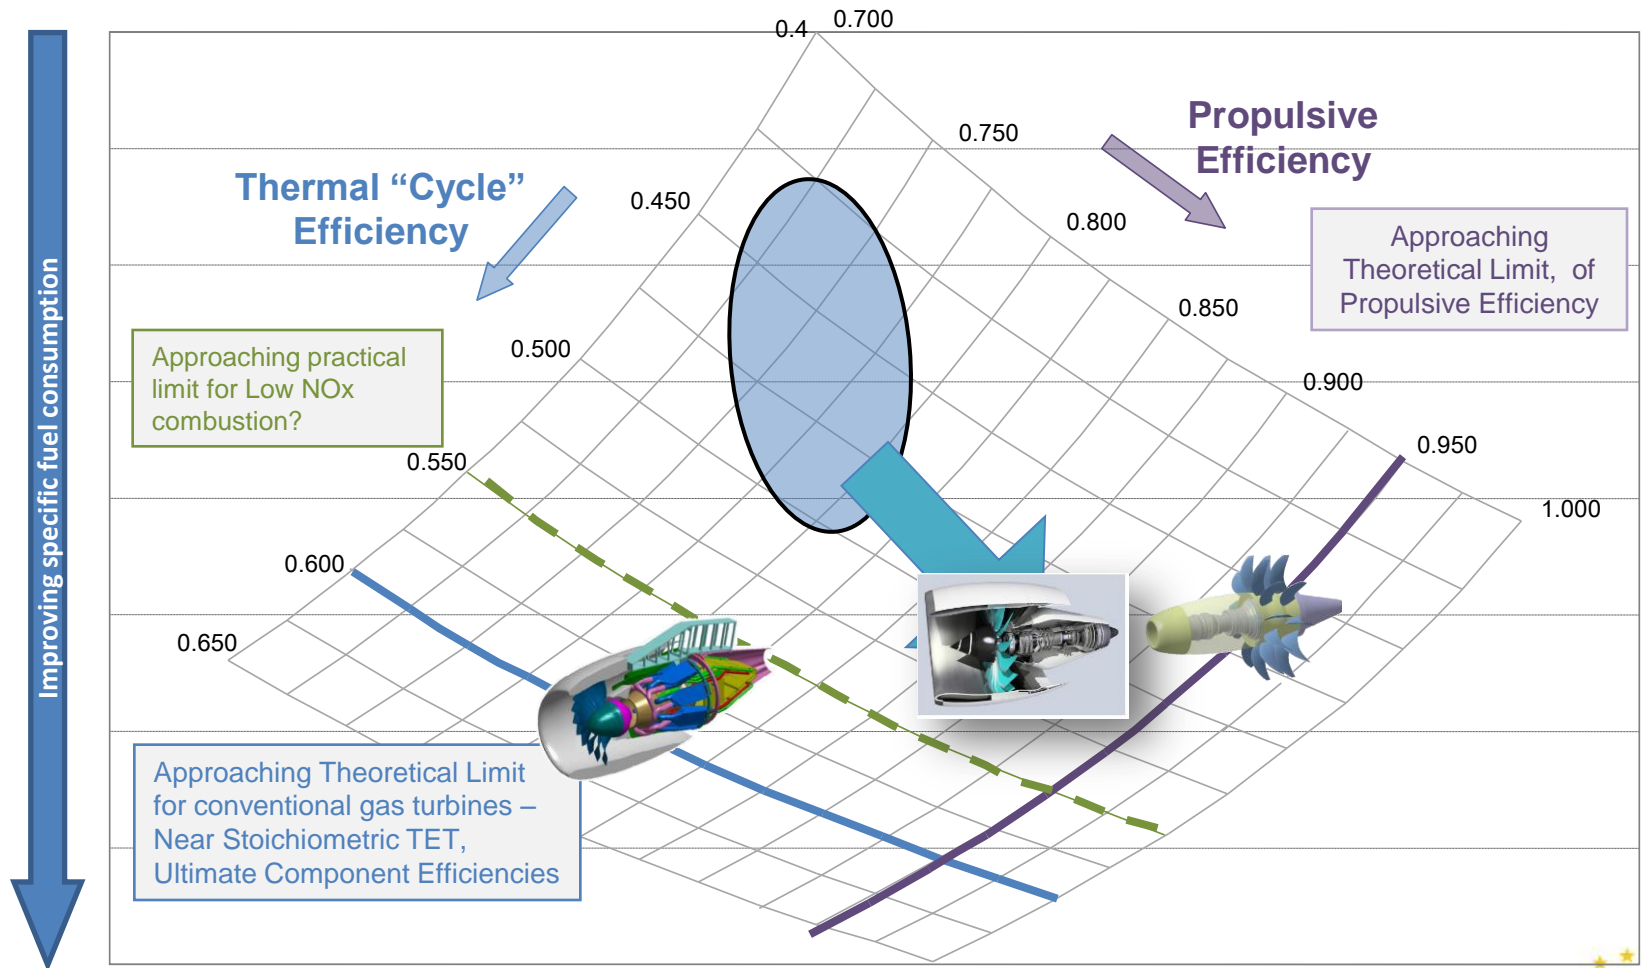 Improving specific fuel consumption
0.4
0.700
0.750
Propulsive
Efficiency
Thermal “Cycle”
Efficiency
0.450
0.800
Approaching
Theoretical Limit, of
Propulsive Efficiency
0.850
0.500
Approaching practical
limit for Low NOx
combustion?
0.900
0.950
0.550
1.000
0.600
0.650
Approaching Theoretical Limit
for conventional gas turbines –
Near Stoichiometric TET,
Ultimate Component Efficiencies